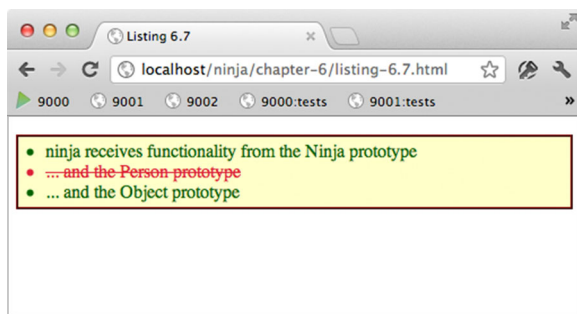 Listing 6.7
localhost/ninja/chapter-6/listing-6.7.html
9000 9001 9002 9000:tests 9001:tests »
ninja receives functionality from the Ninja prototype
... and the Person prototype
... and the Object prototype